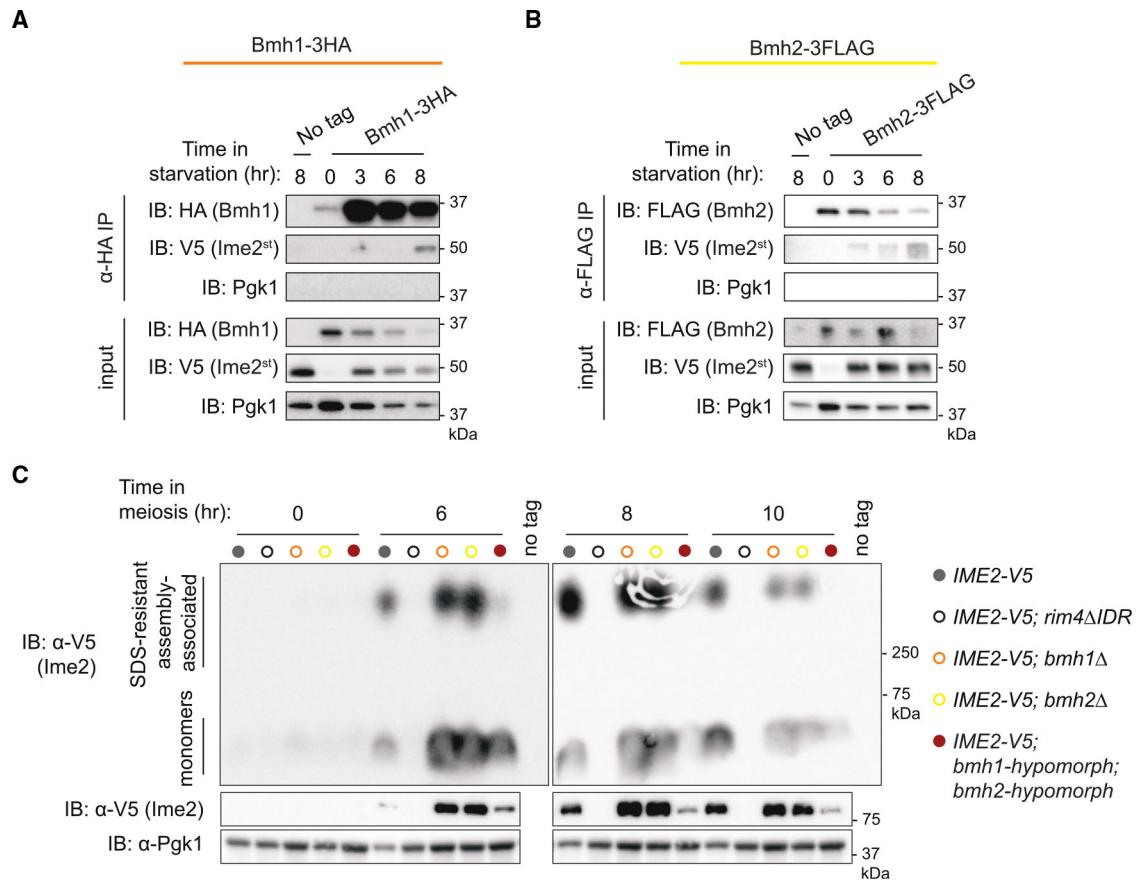 A
Bmh1-3HA
No tag
Bmh1-3HA
Time in
starvation (hr): 8 0 3 6 8
α-HA IP
IB: HA (Bmh1)
37
IB: V5 (Ime2st)
50
IB: Pgk1
37
input
IB: HA (Bmh1)
37
IB: V5 (Ime2st)
50
IB: Pgk1
37
kDa
B
Bmh2-3FLAG
No tag
Bmh2-3FLAG
Time in
starvation (hr): 8 0 3 6 8
α-FLAG IP
IB: FLAG (Bmh2)
37
IB: V5 (Ime2st)
50
IB: Pgk1
37
input
IB: FLAG (Bmh2)
37
IB: V5 (Ime2st)
50
IB: Pgk1
37
kDa
C
Time in
meiosis (hr): 0 6 no tag 8 10 no tag
IB: α-V5
(Ime2)
SDS-resistant
assembly-
associated
monomers
250
75
kDa
IB: α-V5 (Ime2)
75
IB: α-Pgk1
37
kDa
IME2-V5
IME2-V5; rim4ΔIDR
IME2-V5; bmh1Δ
IME2-V5; bmh2Δ
IME2-V5;
bmh1-hypomorph;
bmh2-hypomorph